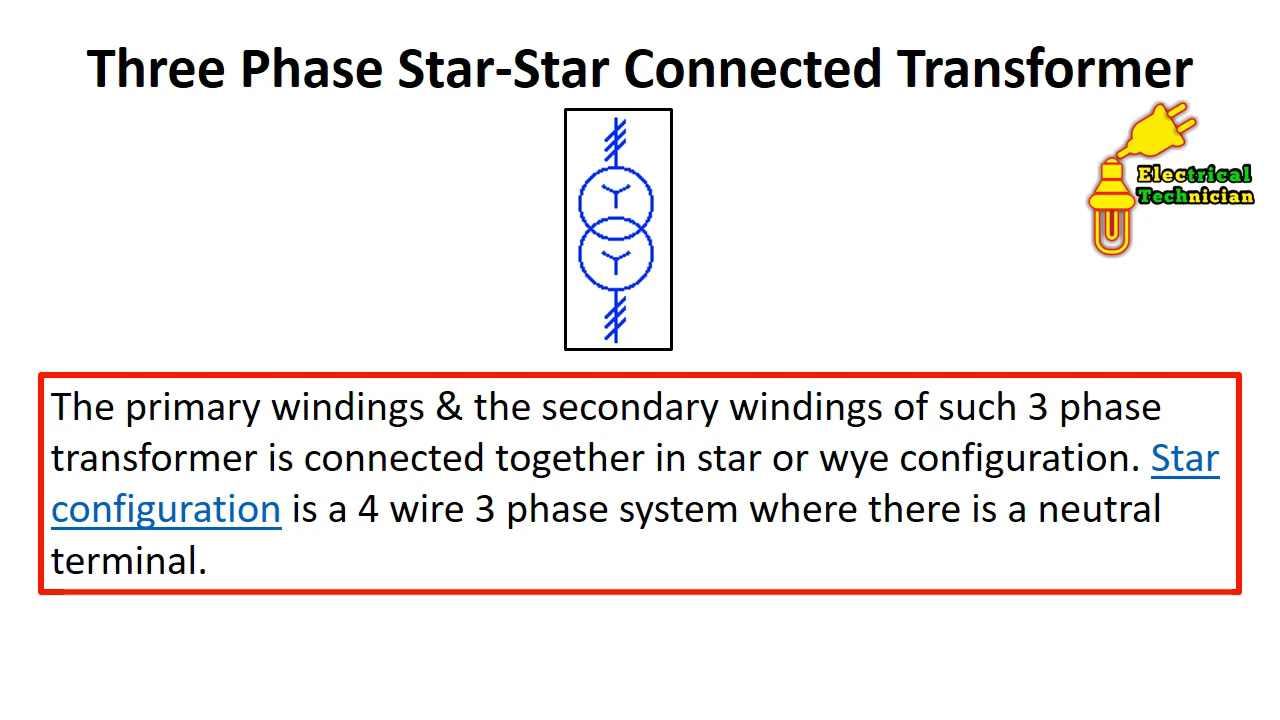 Three Phase Star-Star Connected Transformer
Electrical
Technician
The primary windings & the secondary windings of such 3 phase
transformer is connected together in star or wye configuration. Star
configuration is a 4 wire 3 phase system where there is a neutral
terminal.